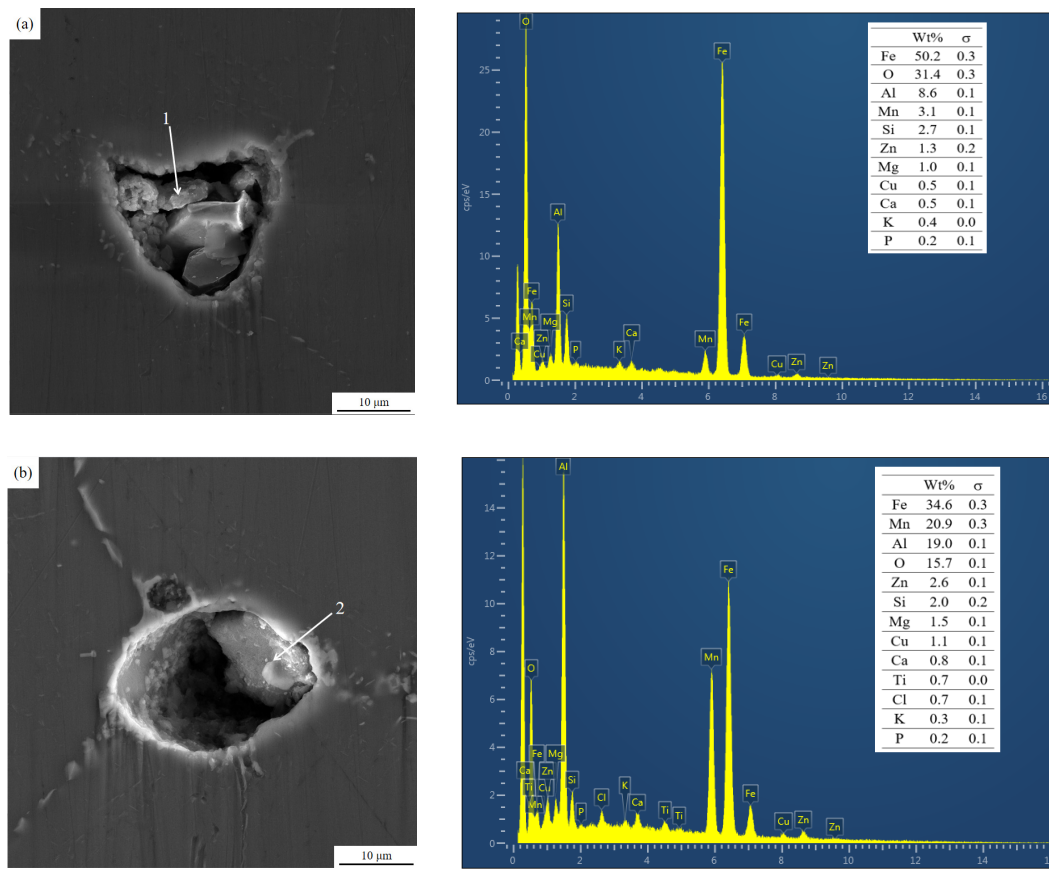 (a)
1
10 μm
cps/eV
25
20
15
10
5
0
O
Fe
Al
Fe
Si
Mn
Mg
Ca
Zn
Cu
P
K
Ca
Mn
Fe
Cu
Zn
Zn
0 2 4 6 8 10 12 14 16
Wt% σ
Fe 50.2 0.3
O 31.4 0.3
Al 8.6 0.1
Mn 3.1 0.1
Si 2.7 0.1
Zn 1.3 0.2
Mg 1.0 0.1
Cu 0.5 0.1
Ca 0.5 0.1
K 0.4 0.0
P 0.2 0.1
(b)
2
10 μm
cps/eV
14
12
10
8
6
4
2
0
Al
Fe
O
Mn
Fe
Mg
Ca
Zn
Ti
Cu
Si
Mn
P
Cl
K
Ca
Ti
Ti
Fe
Cu
Zn
Zn
0 2 4 6 8 10 12 14 16
Wt% σ
Fe 34.6 0.3
Mn 20.9 0.3
Al 19.0 0.1
O 15.7 0.1
Zn 2.6 0.1
Si 2.0 0.2
Mg 1.5 0.1
Cu 1.1 0.1
Ca 0.8 0.1
Ti 0.7 0.0
Cl 0.7 0.1
K 0.3 0.1
P 0.2 0.1